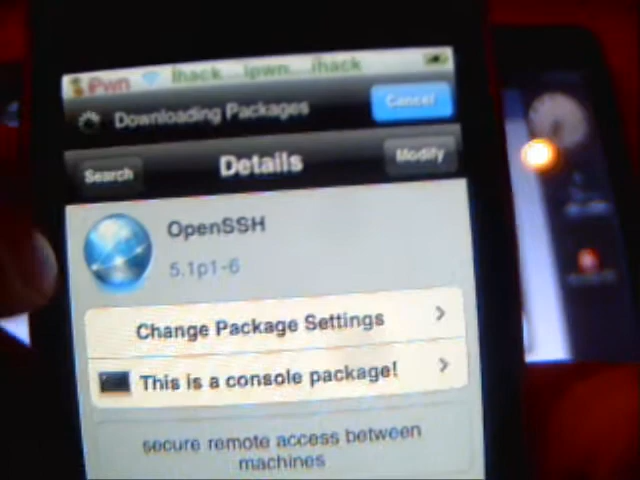 iPwn ihack ipwn ihack
Downloading Packages Cancel
Search Details Modify
OpenSSH
5.1p1-6
Change Package Settings
This is a console package!
secure remote access between
machines